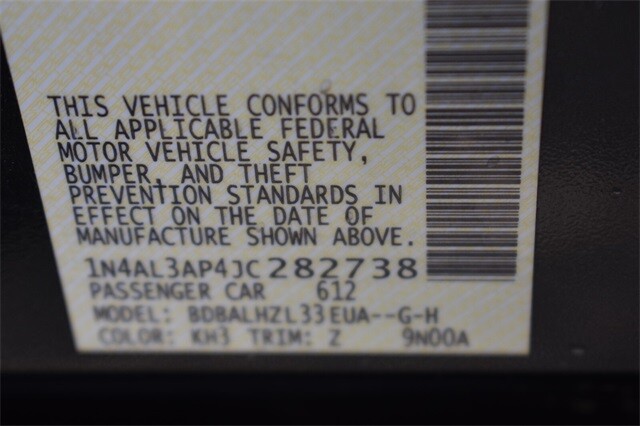 THIS VEHICLE CONFORMS TO
ALL APPLICABLE FEDERAL
MOTOR VEHICLE SAFETY,
BUMPER, AND THEFT
PREVENTION STANDARDS IN
EFFECT ON THE DATE OF
MANUFACTURE SHOWN ABOVE.
1N4AL3AP4JC282738
PASSENGER CAR 612
MODEL: BDBALHZL33EUA--G-H
COLOR: KH3 TRIM: Z 9N00A